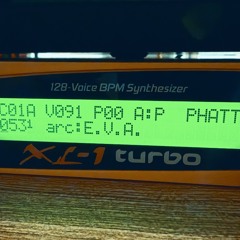 128-Voice BPM Synthesizer
C01A V091 P00 A:P PHATT
053¹ arc:E.V.A.
XL-1 turbo